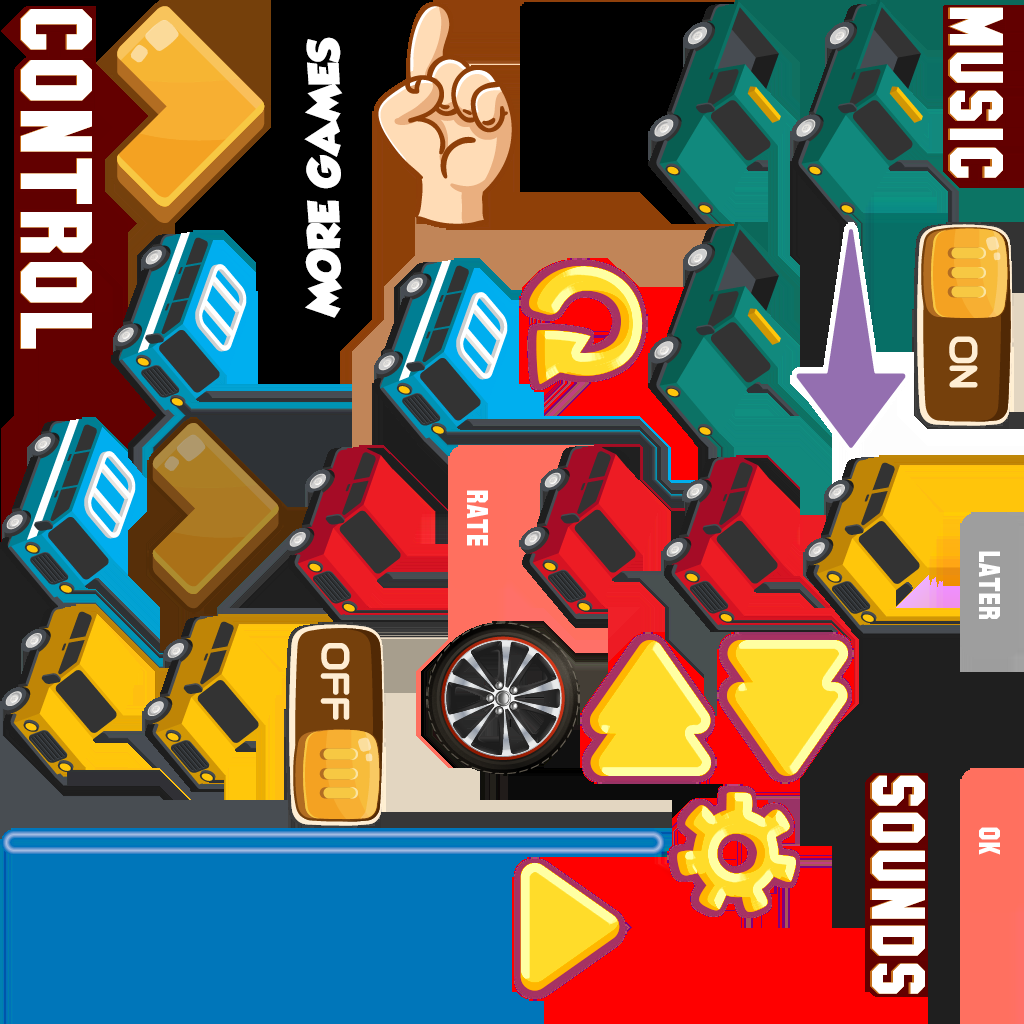 CONTROL
MORE GAMES
MUSIC
ON
RATE
LATER
OFF
SOUNDS
OK